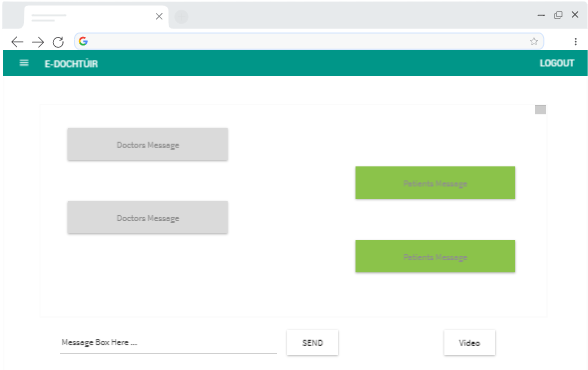 E-DOCHTÚIR
LOGOUT
Doctors Message
Patients Message
Doctors Message
Patients Message
Message Box Here ...
SEND
Video